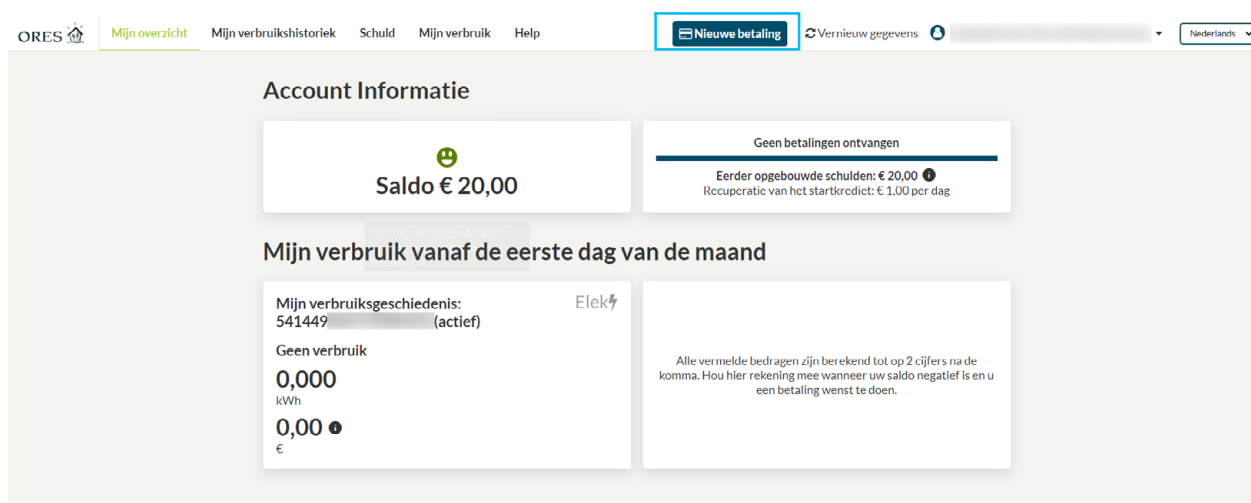 ORES
Mijn overzicht
Mijn verbruikshistoriek
Schuld
Mijn verbruik
Help
Nieuwe betaling
Vernieuw gegevens
Nederlands
Account Informatie
Saldo € 20,00
Geen betalingen ontvangen
Eerder opgebouwde schulden: € 20,00
Recuperatie van het startkrediet: € 1,00 per dag
Mijn verbruik vanaf de eerste dag van de maand
Mijn verbruiksgeschiedenis:
Elek
541449 (actief)
Geen verbruik
0,000
kWh
0,00
€
Alle vermelde bedragen zijn berekend tot op 2 cijfers na de
komma. Hou hier rekening mee wanneer uw saldo negatief is en u
een betaling wenst te doen.